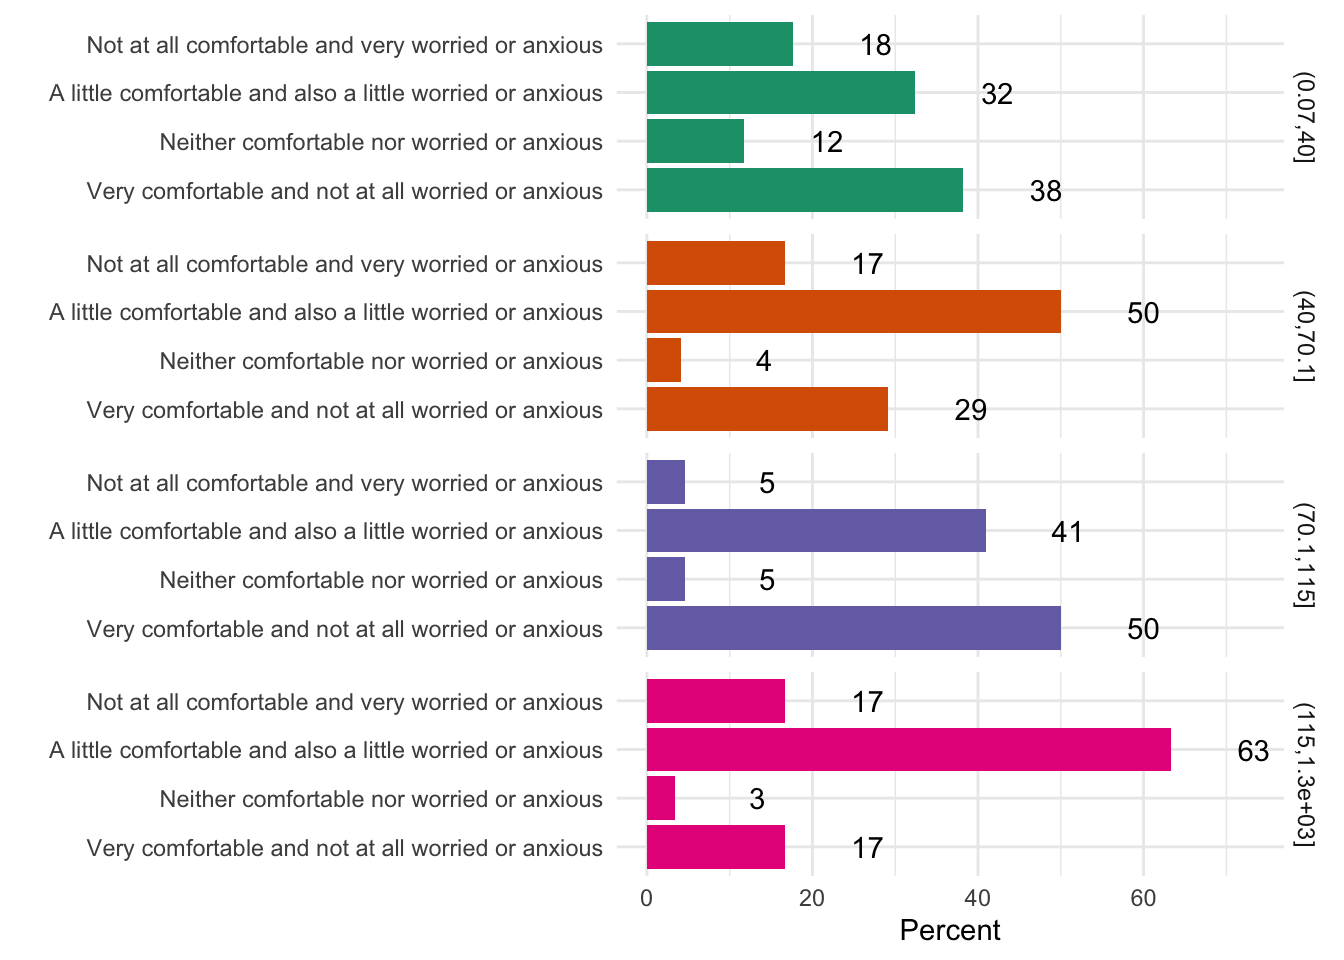 Not at all comfortable and very worried or anxious 18
A little comfortable and also a little worried or anxious 32
Neither comfortable nor worried or anxious 12
Very comfortable and not at all worried or anxious 38
(0.07,40]
Not at all comfortable and very worried or anxious 17
A little comfortable and also a little worried or anxious 50
Neither comfortable nor worried or anxious 4
Very comfortable and not at all worried or anxious 29
(40,70.1]
Not at all comfortable and very worried or anxious 5
A little comfortable and also a little worried or anxious 41
Neither comfortable nor worried or anxious 5
Very comfortable and not at all worried or anxious 50
(70.1,115]
Not at all comfortable and very worried or anxious 17
A little comfortable and also a little worried or anxious 63
Neither comfortable nor worried or anxious 3
Very comfortable and not at all worried or anxious 17
(115,1.3e+03]
0 20 40 60
Percent